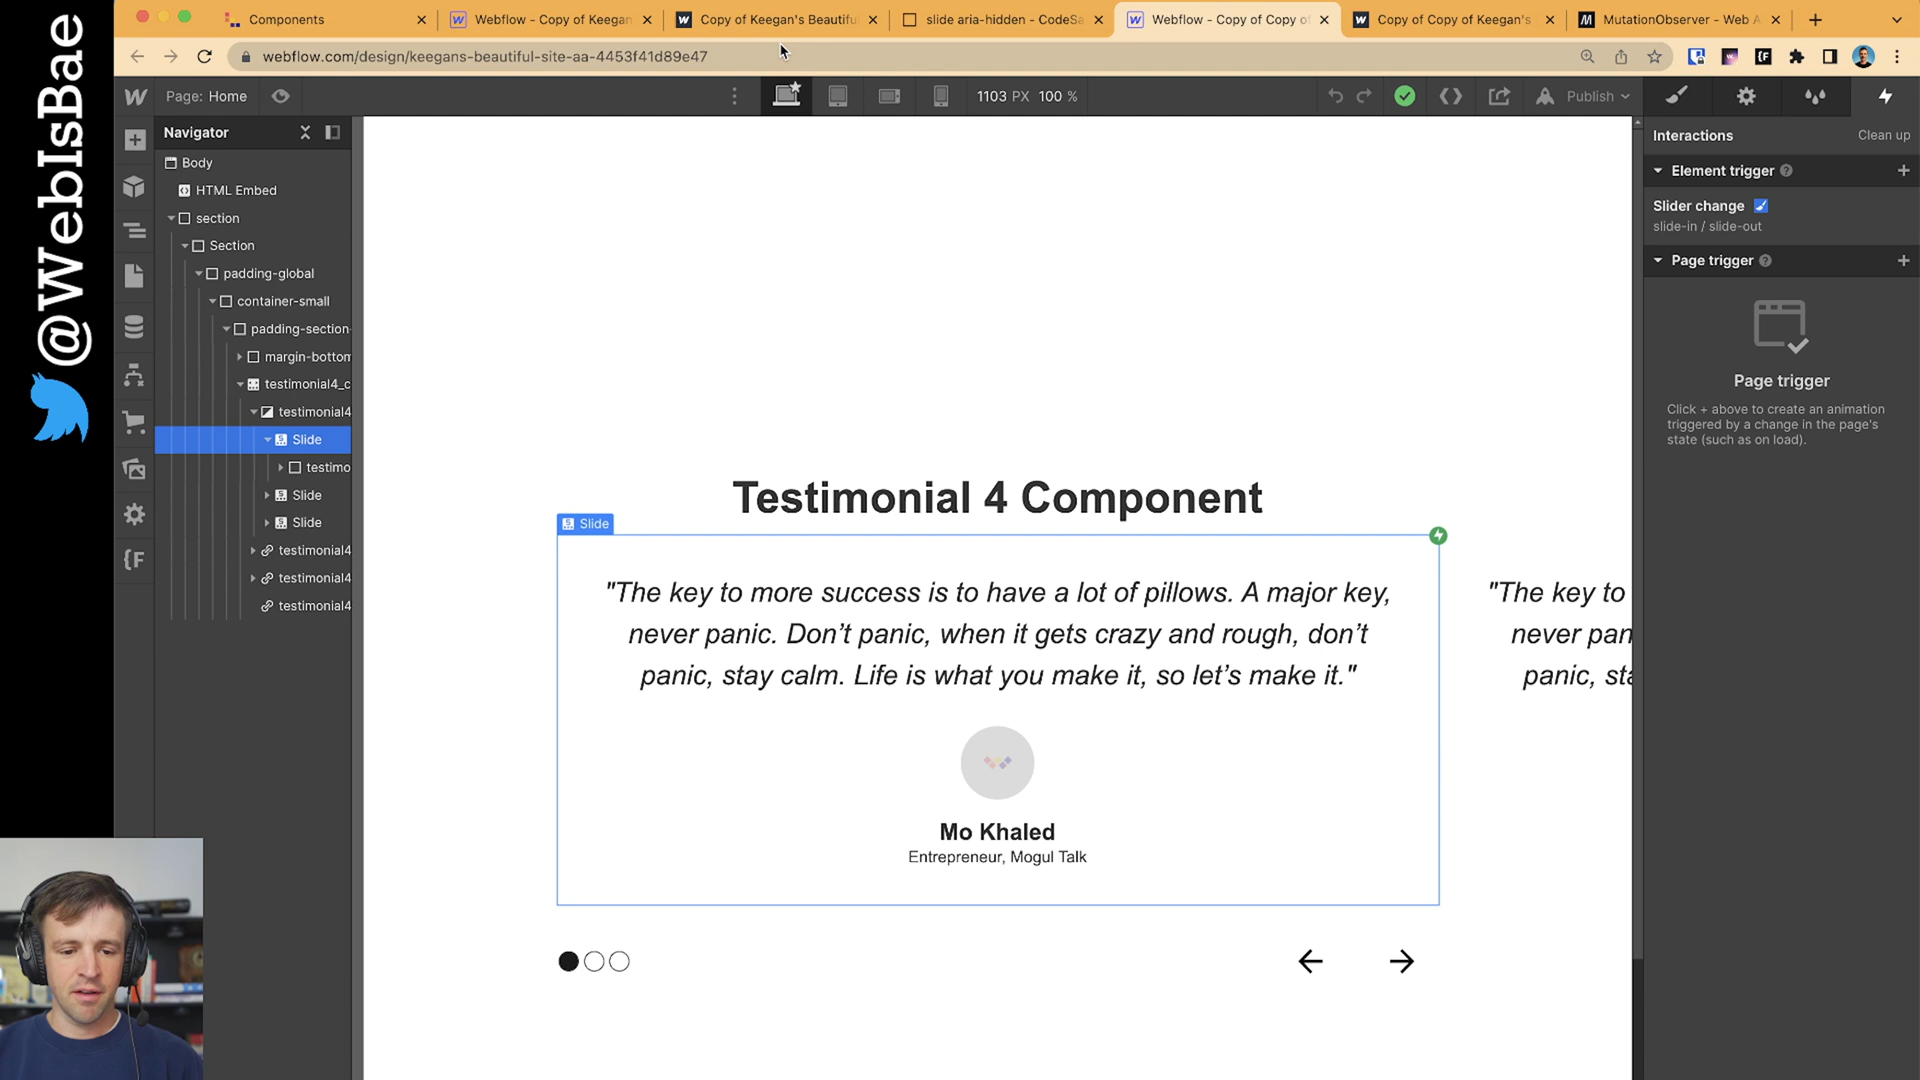 @WebIsBae
Components
Webflow - Copy of Keegan
Copy of Keegan's Beautiful
slide aria-hidden - CodeSa
Webflow - Copy of Copy of
Copy of Copy of Keegan's
MutationObserver - Web A
webflow.com/design/keegans-beautiful-site-aa-4453f41d89e47
Page: Home
1103 PX 100 %
Publish
Navigator
Body
HTML Embed
section
Section
padding-global
container-small
padding-section-
margin-bottom
testimonial4_c
testimonial4
Slide
testimo
Slide
Slide
testimonial4
testimonial4
testimonial4
Testimonial 4 Component
Slide
"The key to more success is to have a lot of pillows. A major key,
never panic. Don’t panic, when it gets crazy and rough, don’t
panic, stay calm. Life is what you make it, so let’s make it."
Mo Khaled
Entrepreneur, Mogul Talk
"The key to
never pan
panic, sta
Interactions
Clean up
Element trigger
Slider change
slide-in / slide-out
Page trigger
Page trigger
Click + above to create an animation
triggered by a change in the page's
state (such as on load).